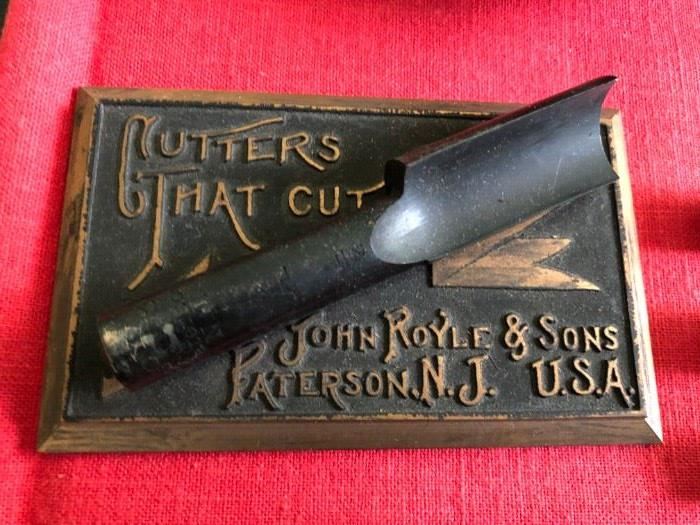 CUTTERS
THAT CUT
JOHN ROYLE & SONS
PATERSON, N.J. U.S.A.